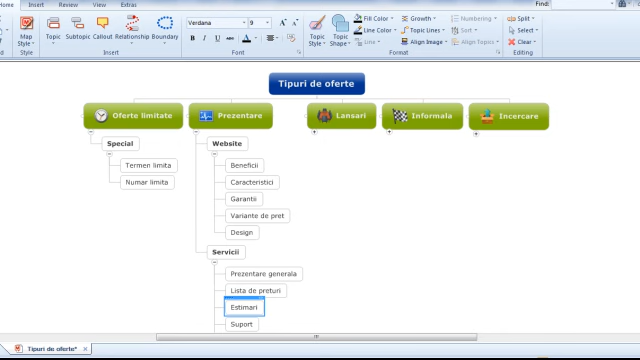 Home Insert Review View Find:
Map Style Topic Subtopic Callout Relationship Boundary Verdana 9 Topic Style Topic Shape Fill Color Growth Numbering Split
Line Color Topic Lines Sort Select
B I U A Image Align Topics Clear
Style Insert Font Format Editing
Tipuri de oferte
Oferte limitate Prezentare Lansari Informala Incercare
Special Website
Termen limita Beneficii
Numar limita Caracteristici
Garantii
Variante de pret
Design
Servicii
Prezentare generala
Lista de preturi
Estimari
Suport
Tipuri de oferte* x